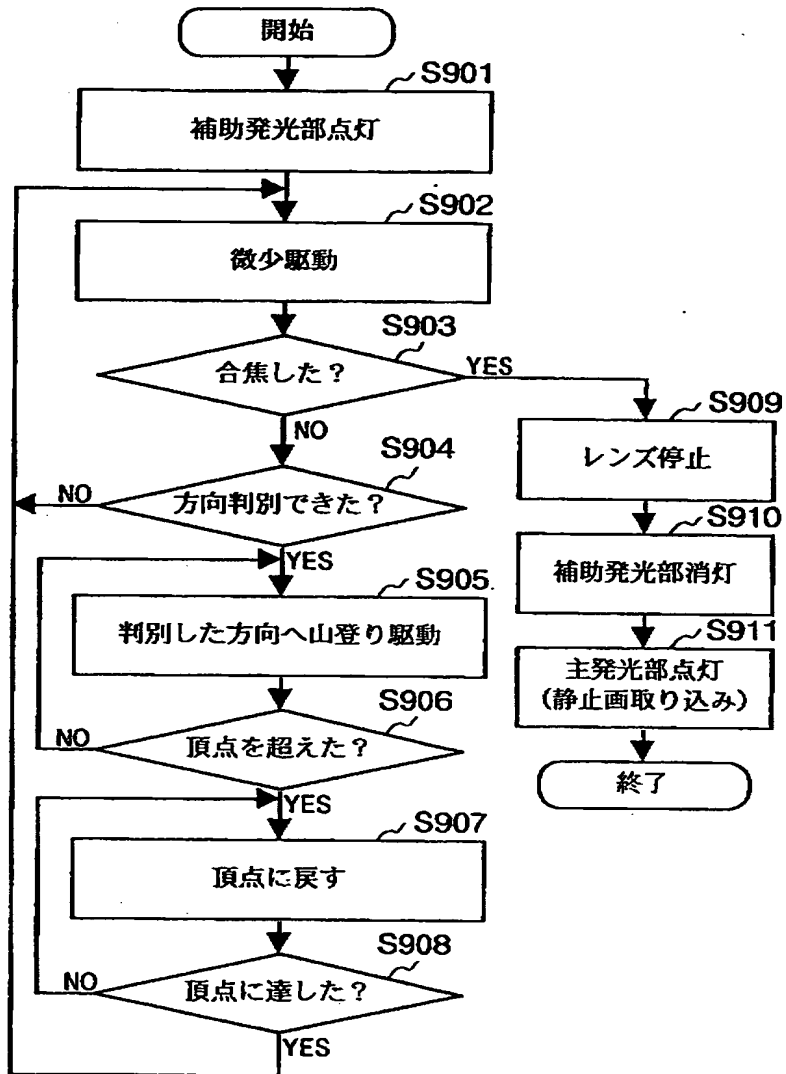 開始
S901
補助発光部点灯
S902
微少駆動
S903
合焦した？
YES
NO
S904
方向判別できた？
NO
YES
S905
判別した方向へ山登り駆動
S906
頂点を超えた？
NO
YES
S907
頂点に戻す
S908
頂点に達した？
NO
YES
S909
レンズ停止
S910
補助発光部消灯
S911
主発光部点灯
(静止画取り込み)
終了